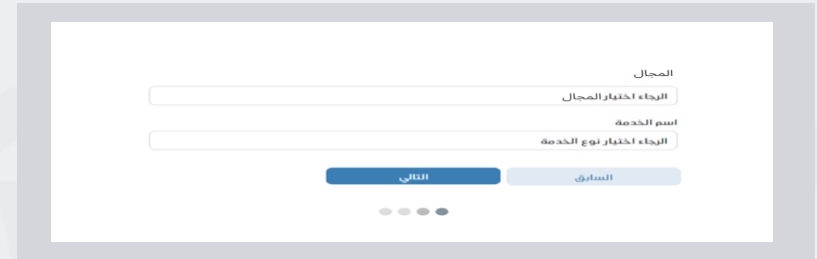 المجال
الرجاء اختيار المجال
اسم الخدمة
الرجاء اختيار نوع الخدمة
السابق
التالي